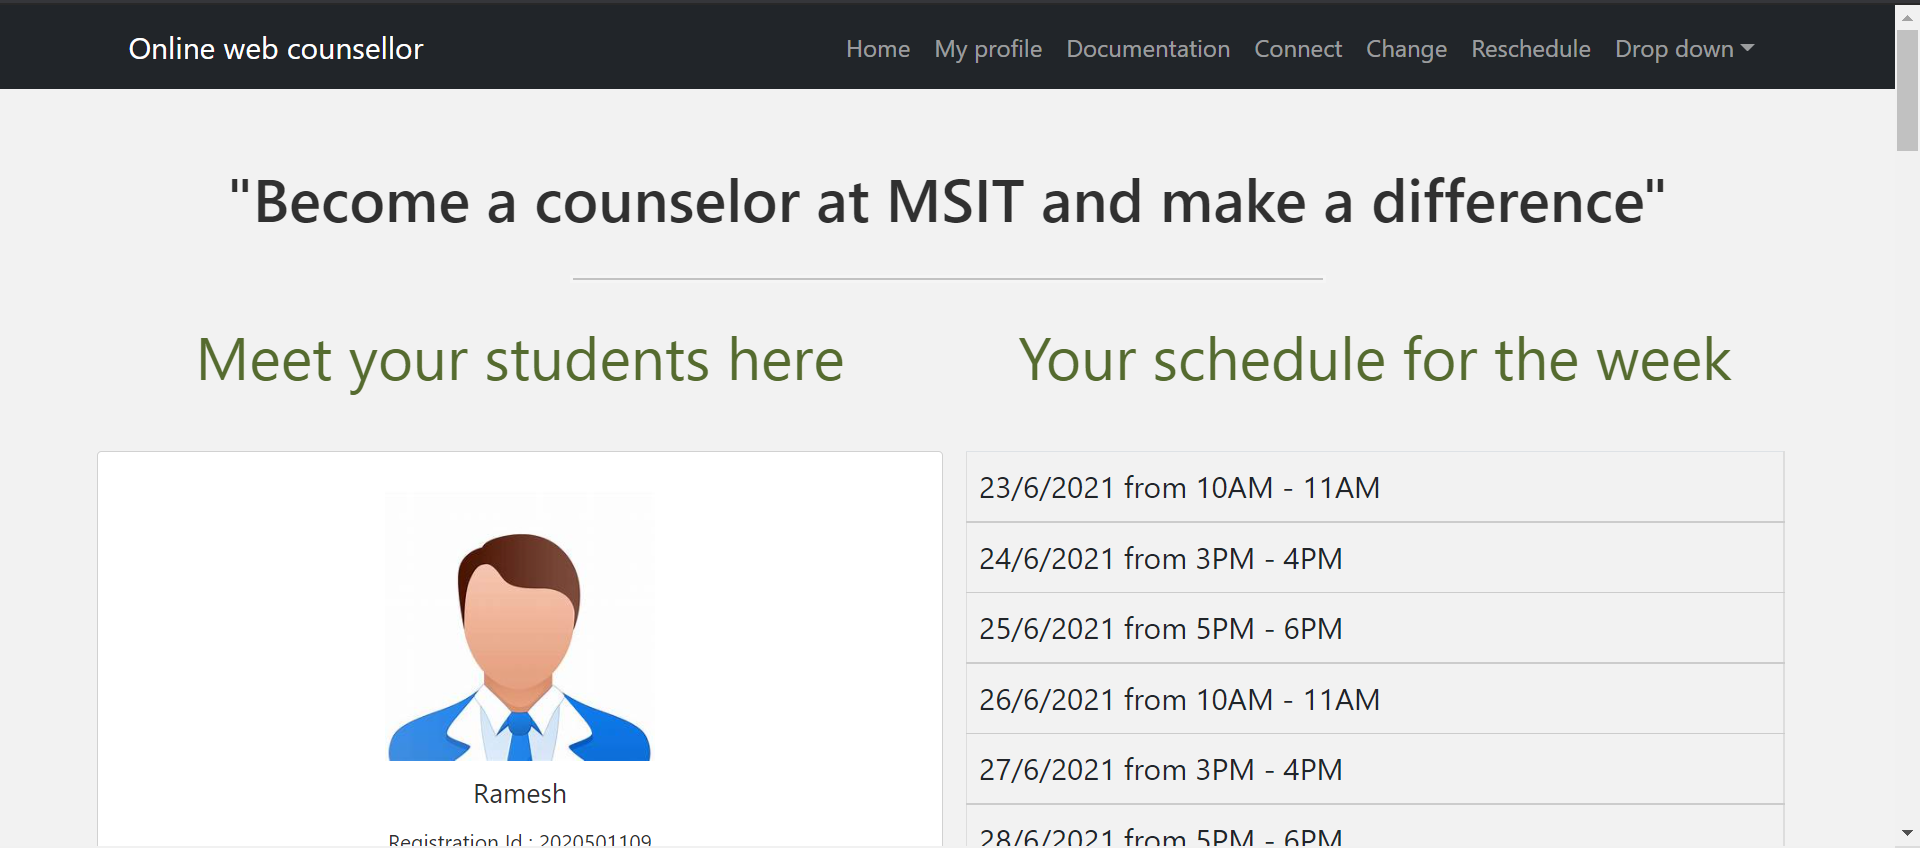 Online web counsellor
Home My profile Documentation Connect Change Reschedule Drop down
"Become a counselor at MSIT and make a difference"
Meet your students here
Ramesh
Registration Id : 2020501109
Your schedule for the week
23/6/2021 from 10AM - 11AM
24/6/2021 from 3PM - 4PM
25/6/2021 from 5PM - 6PM
26/6/2021 from 10AM - 11AM
27/6/2021 from 3PM - 4PM
28/6/2021 from 5PM - 6PM